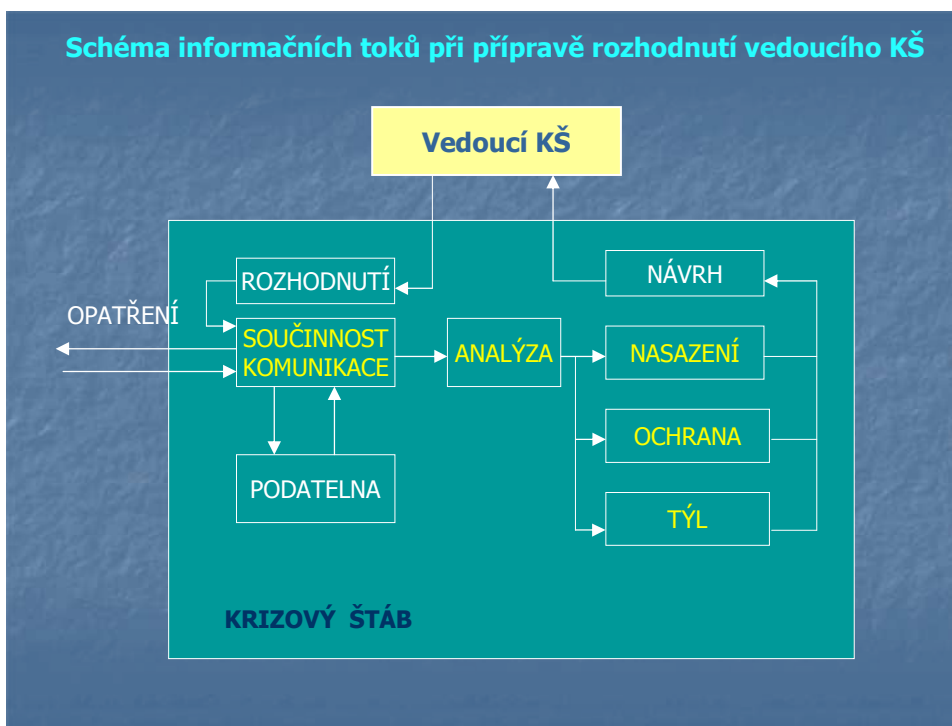 Schéma informačních toků při přípravě rozhodnutí vedoucího KŠ
Vedoucí KŠ
ROZHODNUTÍ
NÁVRH
OPATŘENÍ
SOUČINNOST
KOMUNIKACE
ANALÝZA
NASAZENÍ
OCHRANA
PODATELNA
TÝL
KRIZOVÝ ŠTÁB